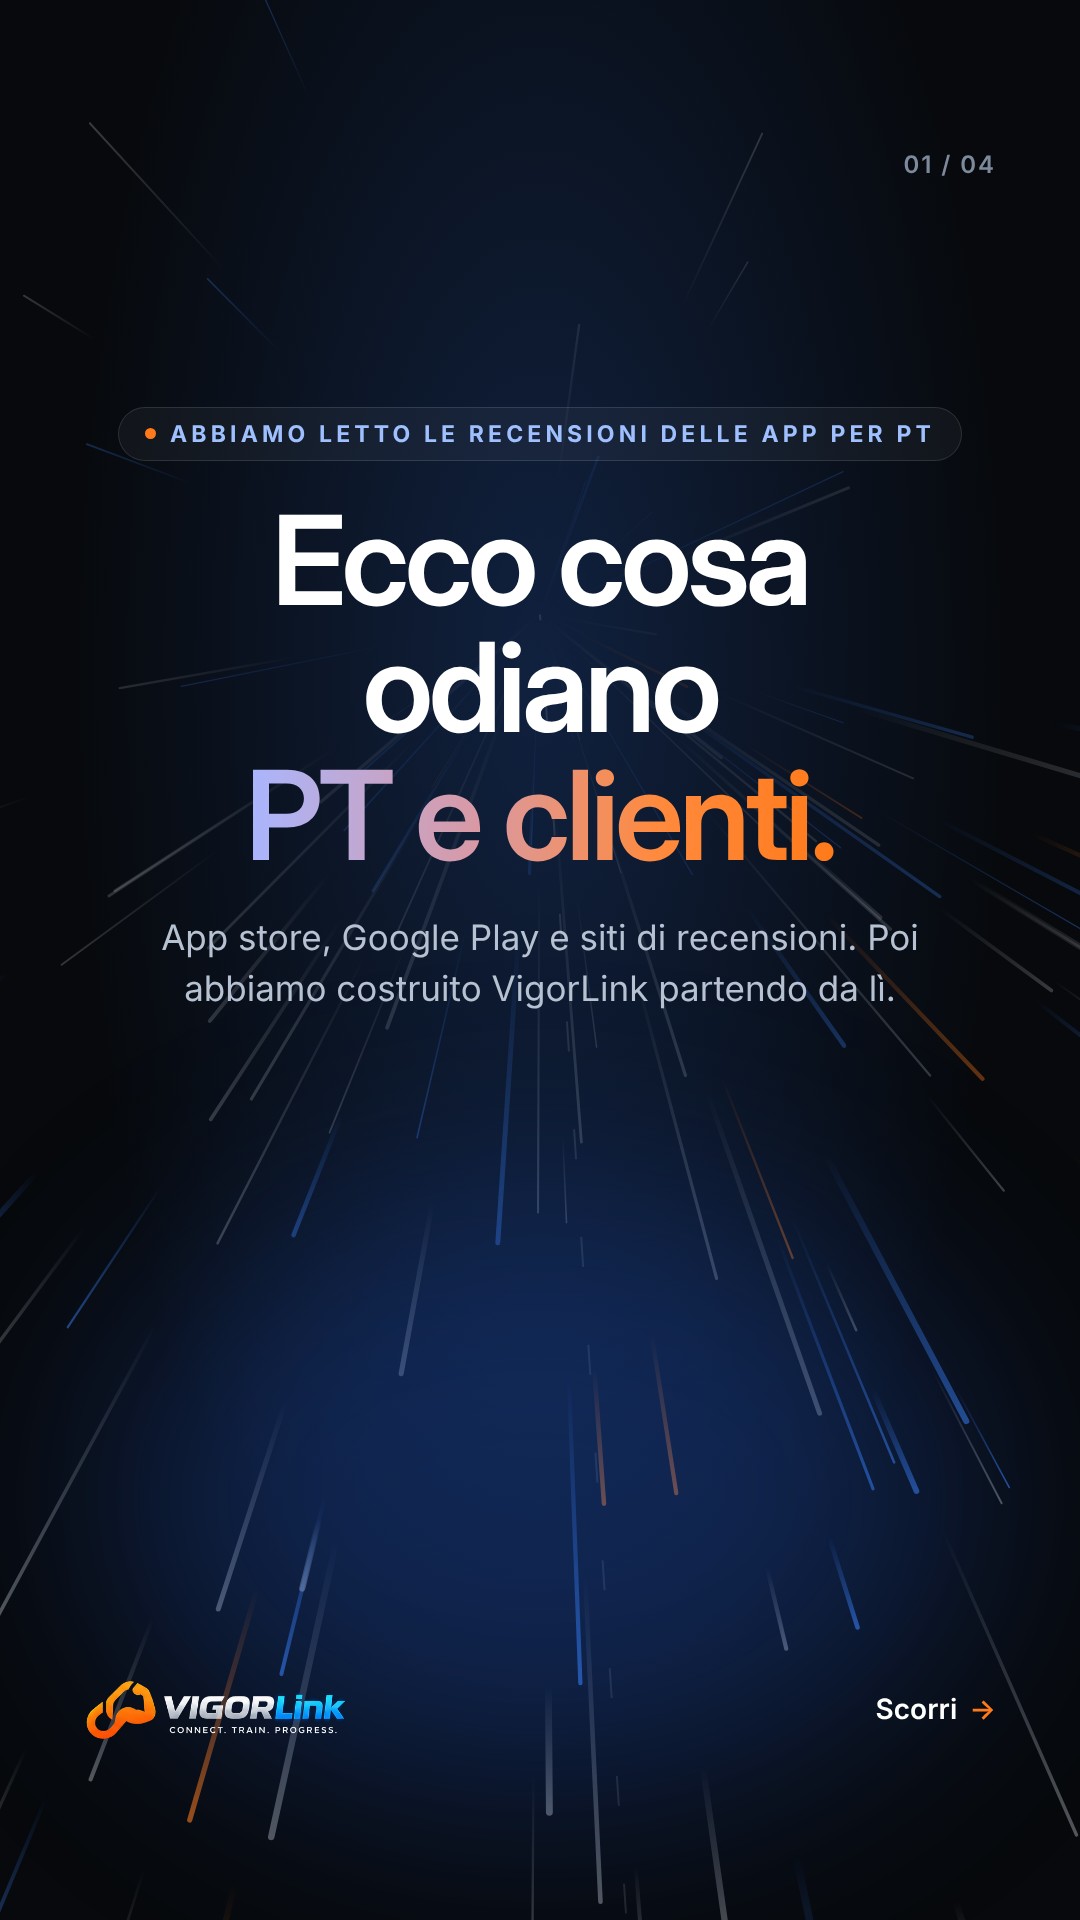 01 / 04
ABBIAMO LETTO LE RECENSIONI DELLE APP PER PT
Ecco cosa
odiano
PT e clienti.
App store, Google Play e siti di recensioni. Poi
abbiamo costruito VigorLink partendo da lì.
VIGORLink
CONNECT. TRAIN. PROGRESS.
Scorri →